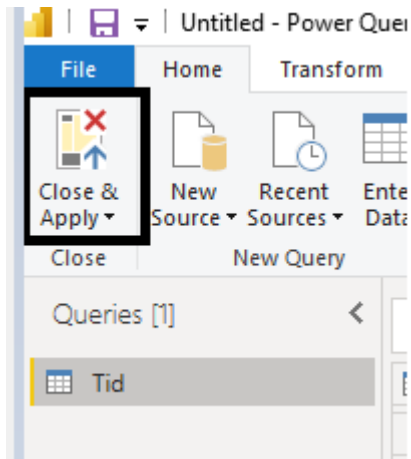 Untitled - Power Quer
File Home Transform
Close & New Recent Ente
Apply Source Sources Data
Close New Query
Queries [1]
Tid